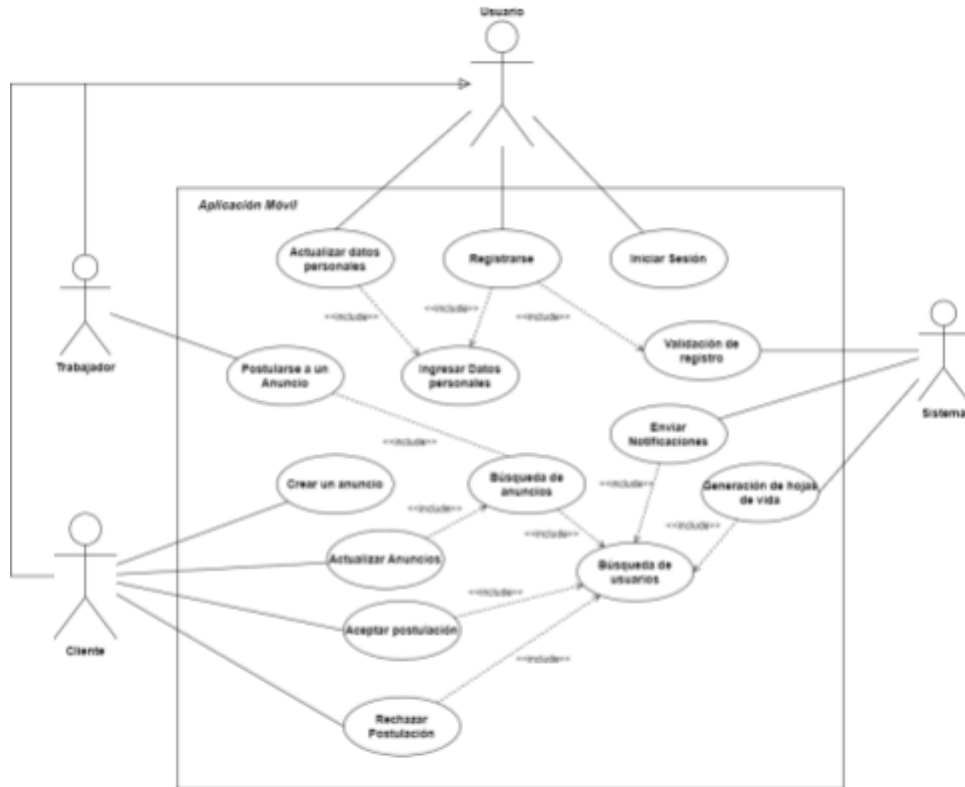 Usuario
Aplicación Móvil
Actualizar datos
personales
Registrarse
Iniciar Sesión
<<include>>
<<include>>
<<include>>
Trabajador
Postularse a un
Anuncio
Ingresar Datos
personales
Validación de
registro
Sistema
Enviar
Notificaciones
<<include>>
Crear un anuncio
Búsqueda de
anuncios
<<include>>
Generación de hojas
de vida
<<include>>
<<include>>
<<include>>
Actualizar Anuncios
Búsqueda de
usuarios
<<include>>
Aceptar postulación
Cliente
<<include>>
Rechazar
Postulación